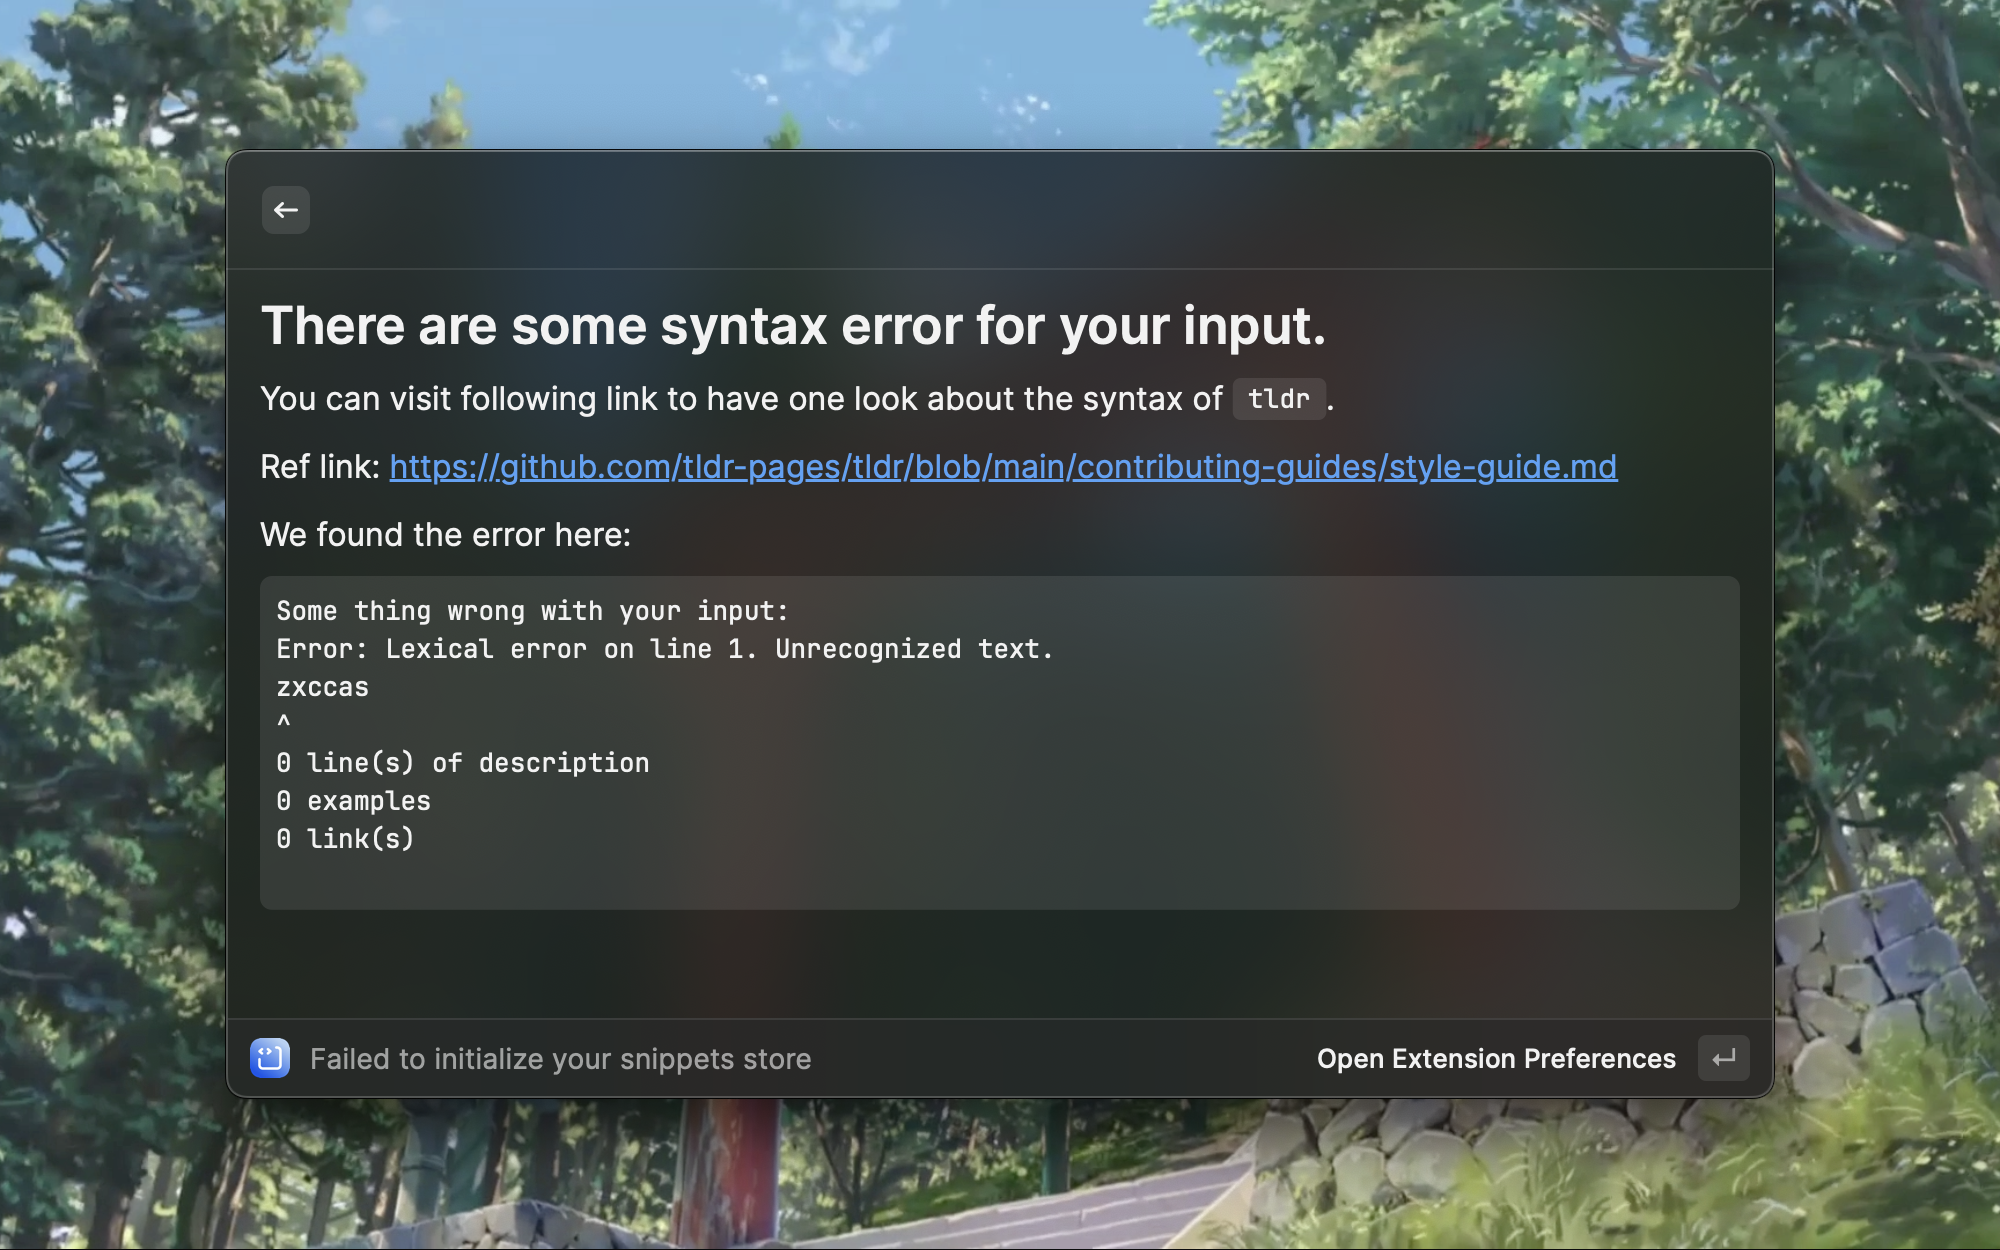 There are some syntax error for your input.
You can visit following link to have one look about the syntax of tldr.
Ref link: https://github.com/tldr-pages/tldr/blob/main/contributing-guides/style-guide.md
We found the error here:
Some thing wrong with your input:
Error: Lexical error on line 1. Unrecognized text.
zxccas
^
0 line(s) of description
0 examples
0 link(s)
Failed to initialize your snippets store
Open Extension Preferences